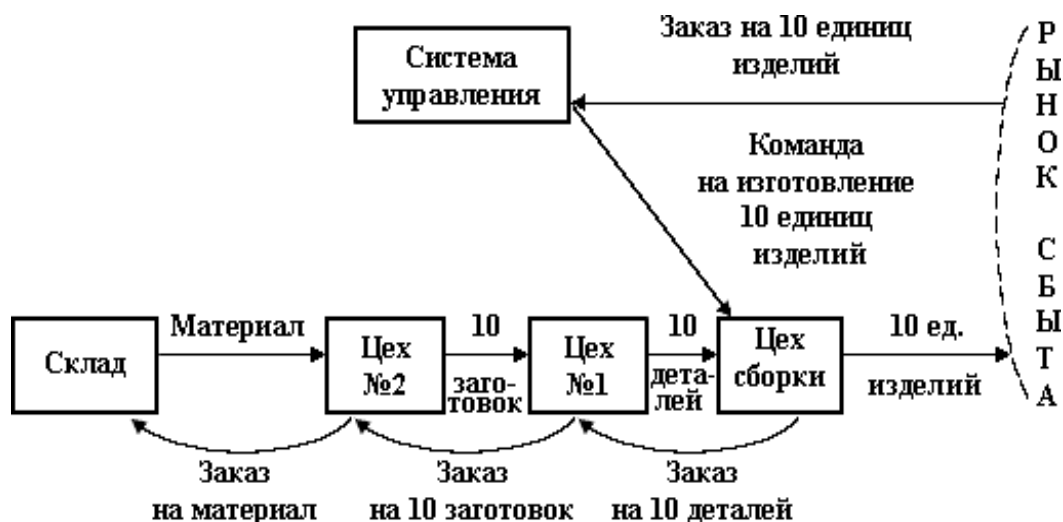 Заказ на 10 единиц
изделий
Система
управления
Команда
на изготовление
10 единиц
изделий
РЫНОК СБЫТА
Склад
Материал
Цех
№2
10
заго-
товок
Цех
№1
10
дета-
лей
Цех
сборки
10 ед.
изделий
Заказ
на материал
Заказ
на 10 заготовок
Заказ
на 10 деталей